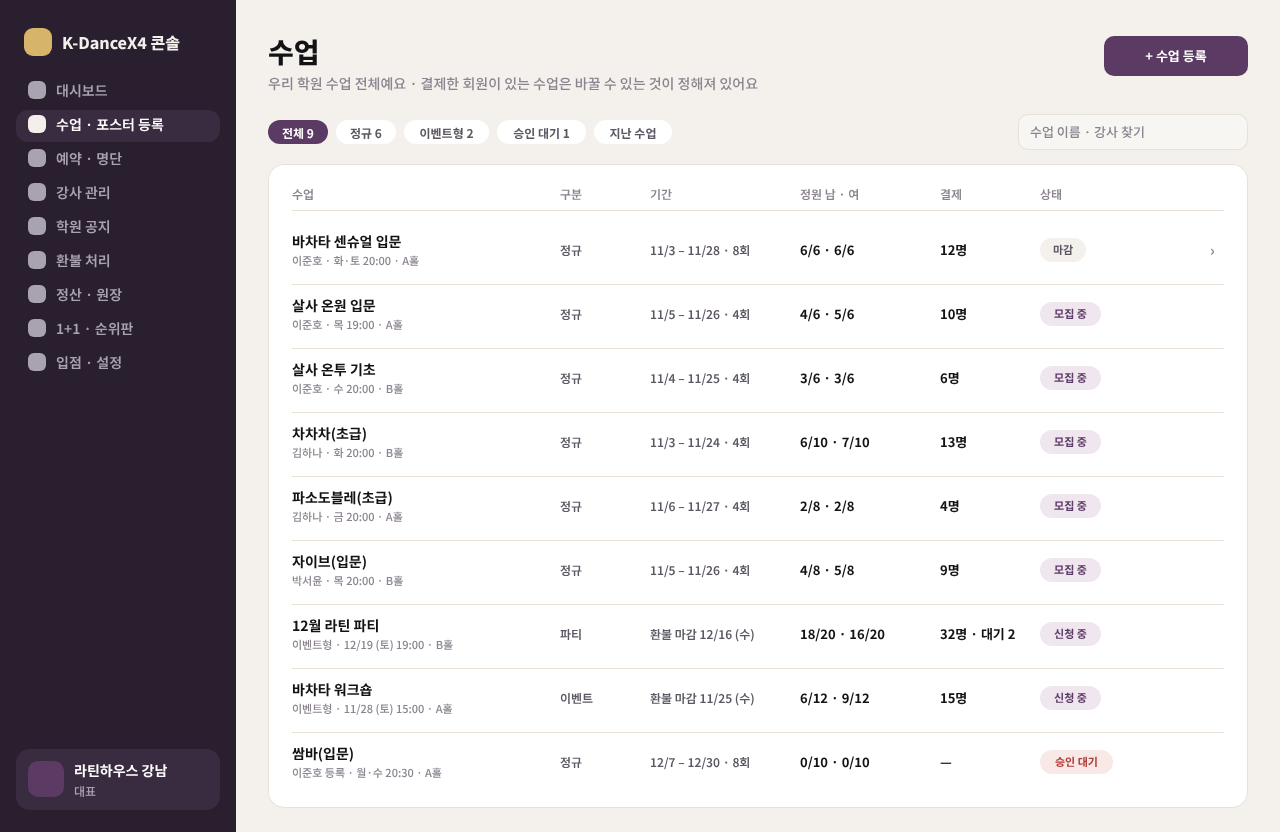 K-DanceX4 콘솔
대시보드
수업 · 포스터 등록
예약 · 명단
강사 관리
학원 공지
환불 처리
정산 · 원장
1+1 · 순위판
입점 · 설정
라틴하우스 강남
대표
수업
우리 학원 수업 전체예요 · 결제한 회원이 있는 수업은 바꿀 수 있는 것이 정해져 있어요
+ 수업 등록
전체 9 정규 6 이벤트형 2 승인 대기 1 지난 수업
수업 이름 · 강사 찾기
수업 구분 기간 정원 남 · 여 결제 상태
바차타 센슈얼 입문
이준호 · 화·토 20:00 · A홀
정규 11/3 – 11/28 · 8회 6/6 · 6/6 12명 마감 ›
살사 온원 입문
이준호 · 목 19:00 · A홀
정규 11/5 – 11/26 · 4회 4/6 · 5/6 10명 모집 중
살사 온투 기초
이준호 · 수 20:00 · B홀
정규 11/4 – 11/25 · 4회 3/6 · 3/6 6명 모집 중
차차차(초급)
김하나 · 화 20:00 · B홀
정규 11/3 – 11/24 · 4회 6/10 · 7/10 13명 모집 중
파소도블레(초급)
김하나 · 금 20:00 · A홀
정규 11/6 – 11/27 · 4회 2/8 · 2/8 4명 모집 중
자이브(입문)
박서윤 · 목 20:00 · B홀
정규 11/5 – 11/26 · 4회 4/8 · 5/8 9명 모집 중
12월 라틴 파티
이벤트형 · 12/19 (토) 19:00 · B홀
파티 환불 마감 12/16 (수) 18/20 · 16/20 32명 · 대기 2 신청 중
바차타 워크숍
이벤트형 · 11/28 (토) 15:00 · A홀
이벤트 환불 마감 11/25 (수) 6/12 · 9/12 15명 신청 중
쌈바(입문)
이준호 등록 · 월·수 20:30 · A홀
정규 12/7 – 12/30 · 8회 0/10 · 0/10 — 승인 대기